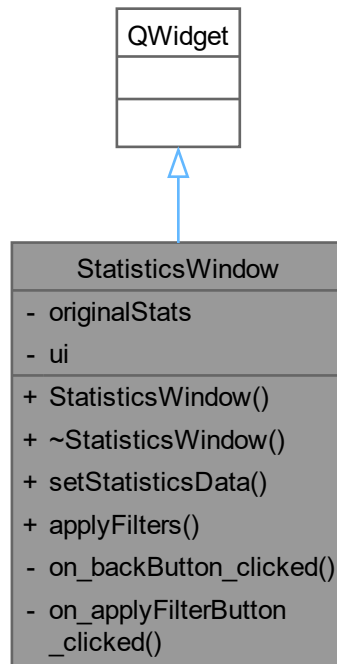 QWidget
StatisticsWindow
- originalStats
- ui
+ StatisticsWindow()
+ ~StatisticsWindow()
+ setStatisticsData()
+ applyFilters()
- on_backButton_clicked()
- on_applyFilterButton
_clicked()